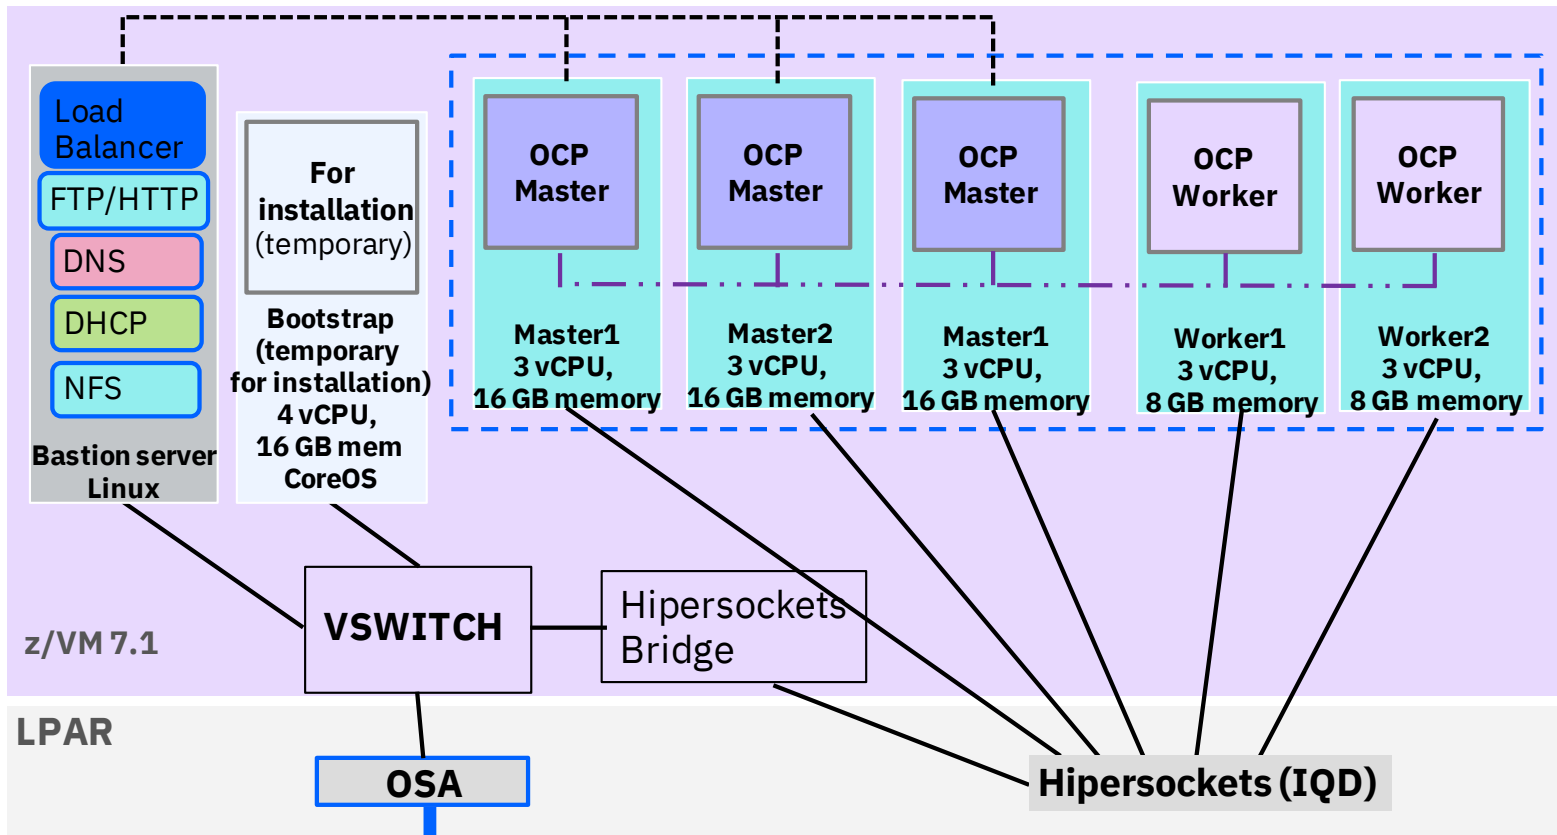 Load
Balancer
FTP/HTTP
DNS
DHCP
NFS
Bastion server
Linux
For
installation
(temporary)
Bootstrap
(temporary
for installation)
4 vCPU,
16 GB mem
CoreOS
OCP
Master
Master1
3 vCPU,
16 GB memory
OCP
Master
Master2
3 vCPU,
16 GB memory
OCP
Master
Master1
3 vCPU,
16 GB memory
OCP
Worker
Worker1
3 vCPU,
8 GB memory
OCP
Worker
Worker2
3 vCPU,
8 GB memory
VSWITCH
Hipersockets
Bridge
z/VM 7.1
LPAR
OSA
Hipersockets (IQD)